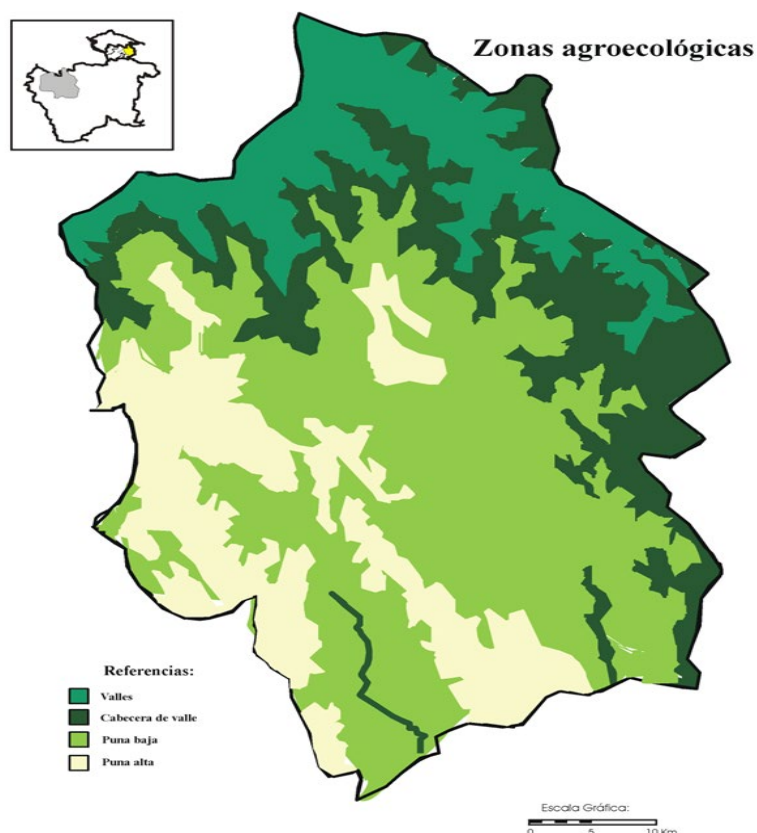 Zonas agroecológicas
Referencias:
Valles
Cabecera de valle
Puna baja
Puna alta
Escala Gráfica:
0 5 10 Km